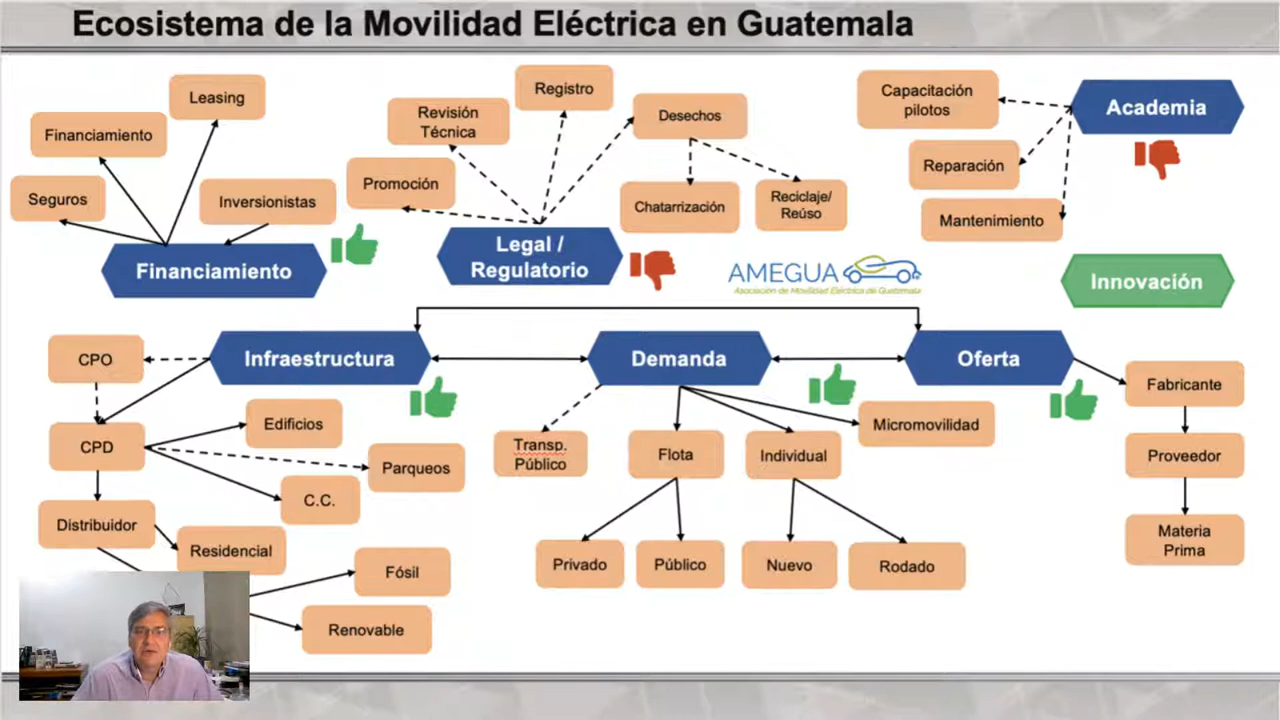 Ecosistema de la Movilidad Eléctrica en Guatemala
Leasing
Financiamiento
Seguros
Inversionistas
Financiamiento
Registro
Revisión
Técnica
Desechos
Promoción
Chatarrización
Reciclaje/
Reúso
Legal /
Regulatorio
Capacitación
pilotos
Academia
Reparación
Mantenimiento
AMEGUA
Asociación de Movilidad Eléctrica de Guatemala
Innovación
Infraestructura
Demanda
Oferta
CPO
CPD
Edificios
Parqueos
C.C.
Distribuidor
Residencial
Fósil
Renovable
Transp.
Público
Flota
Individual
Micromovilidad
Privado
Público
Nuevo
Rodado
Fabricante
Proveedor
Materia
Prima